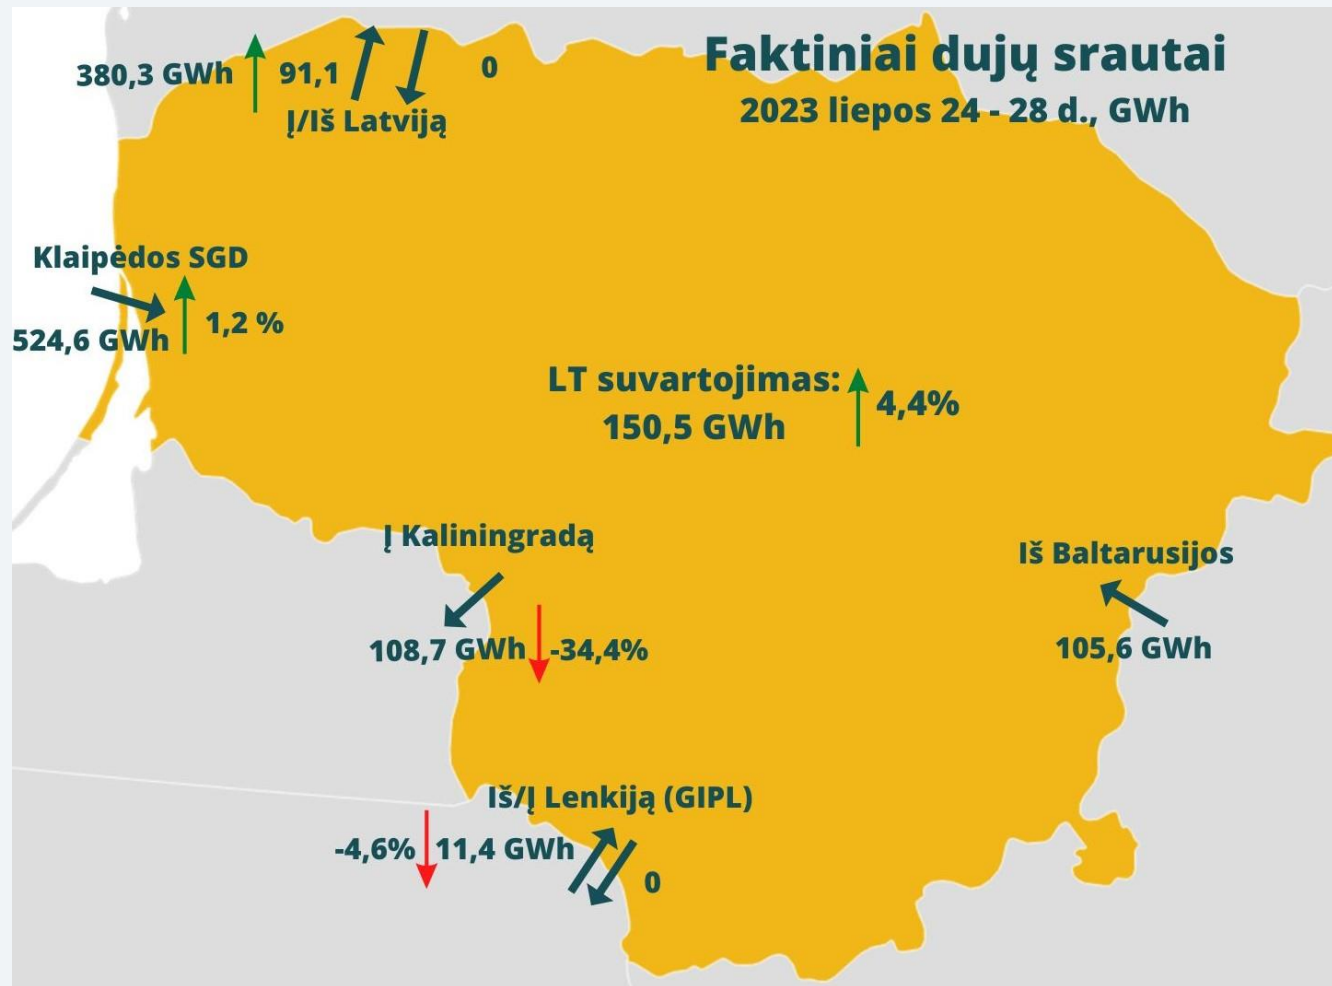 Faktiniai dujų srautai
2023 liepos 24 - 28 d., GWh
380,3 GWh 91,1 0
Į/Iš Latviją
Klaipėdos SGD
524,6 GWh 1,2 %
LT suvartojimas:
150,5 GWh 4,4%
Į Kaliningradą
108,7 GWh -34,4%
Iš Baltarusijos
105,6 GWh
Iš/Į Lenkiją (GIPL)
-4,6% 11,4 GWh
0